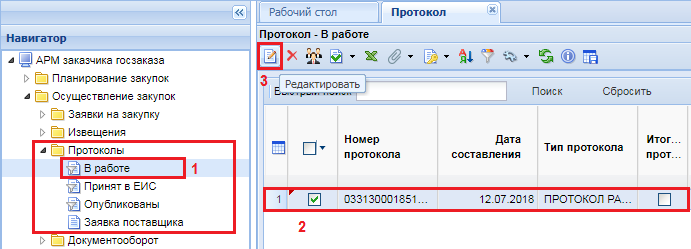 Рабочий стол
Протокол
Навигатор
АРМ заказчика госзаказа
Планирование закупок
Осуществление закупок
Заявки на закупку
Извещения
Протоколы
В работе
1
Принят в ЕИС
Опубликованы
Заявка поставщика
Документооборот
Протокол - В работе
3
Редактировать
Быстрый поиск
Поиск
Сбросить
Номер протокола
Дата составления
Тип протокола
Итог... прот...
1
033130001851...
12.07.2018
ПРОТОКОЛ РА...
2